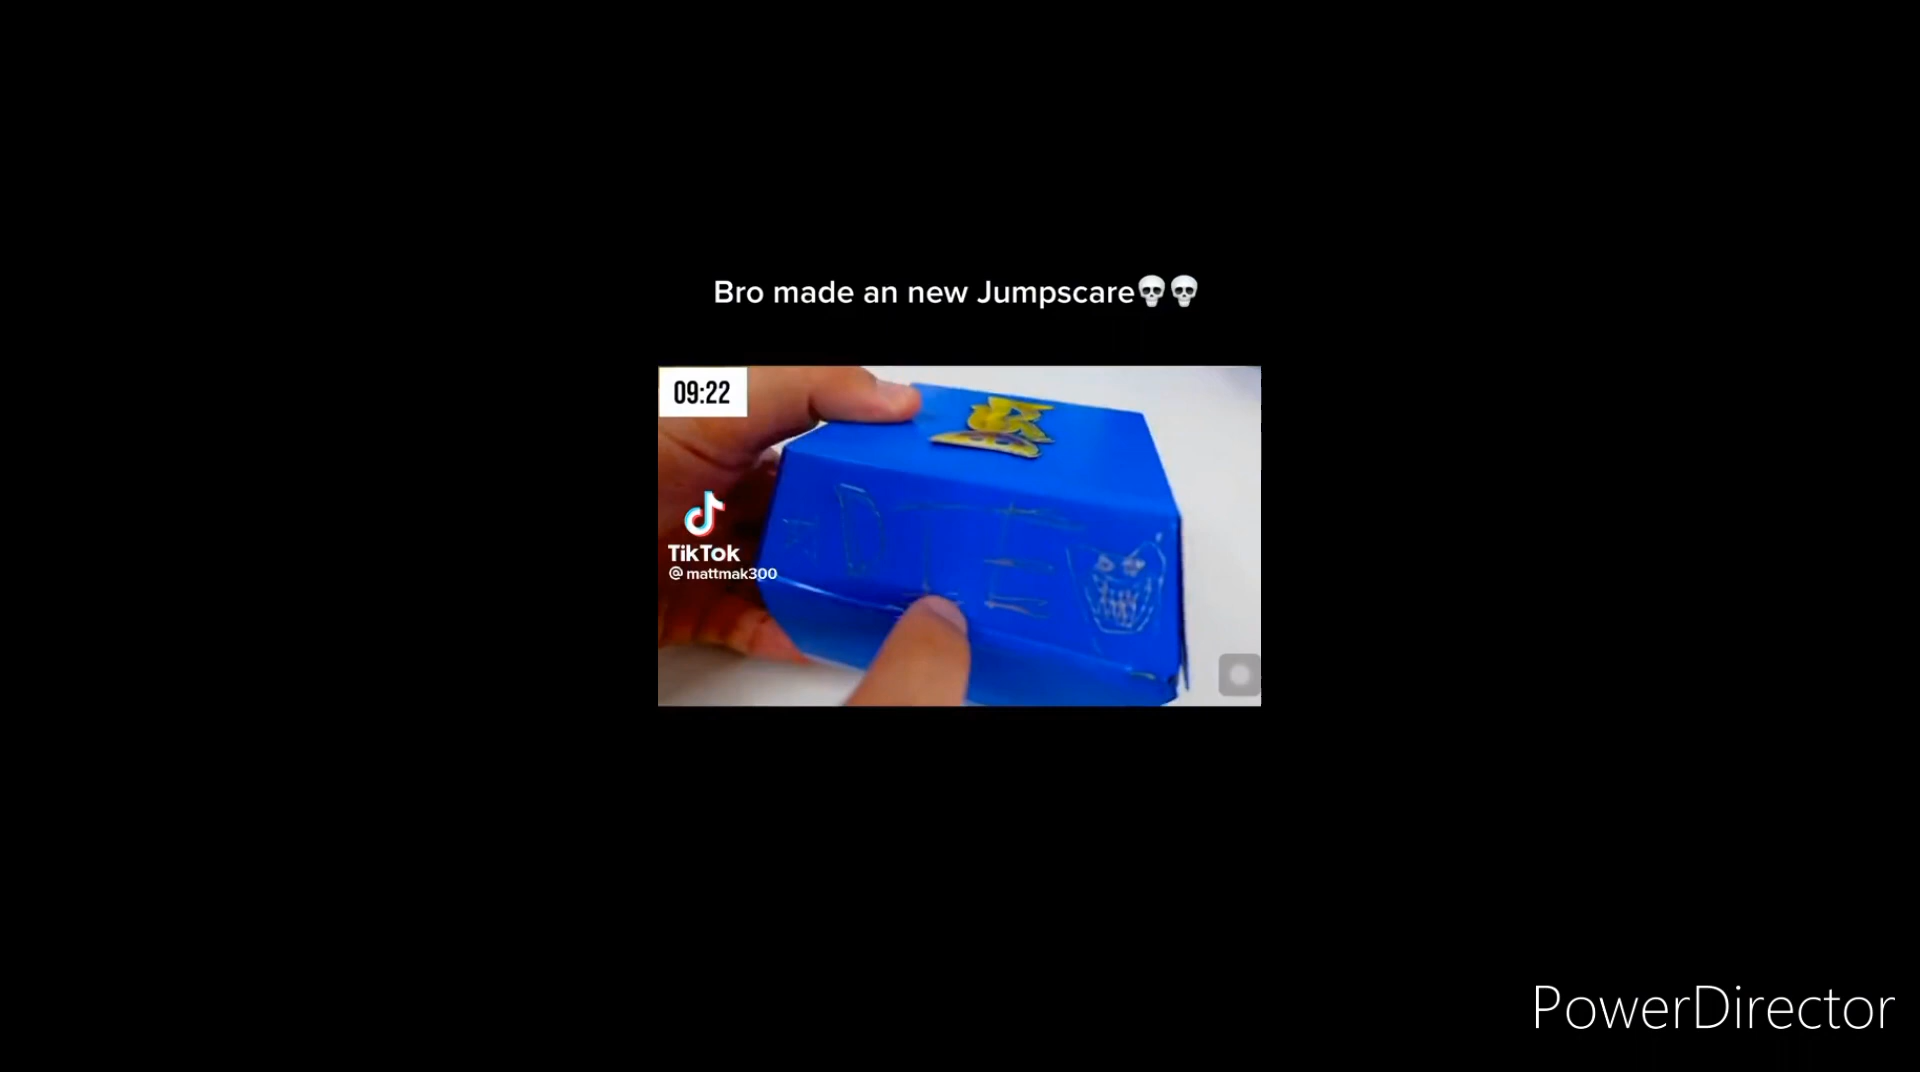 Bro made an new Jumpscare💀💀
09:22
DIE
TikTok
@mattmak300
PowerDirector